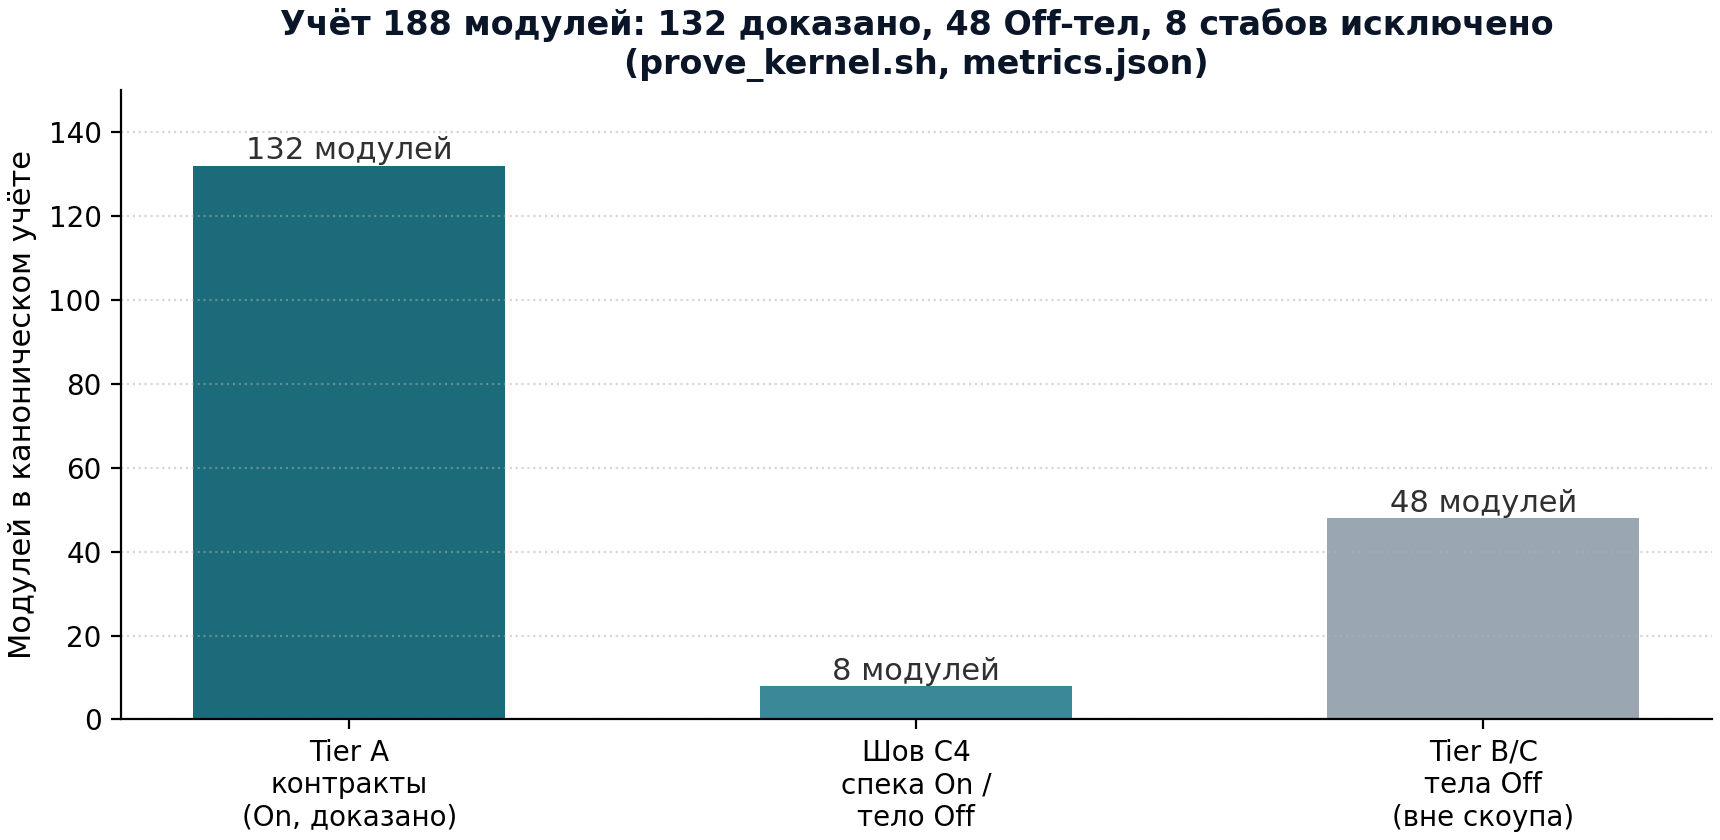 Учёт 188 модулей: 132 доказано, 48 Off-тел, 8 стабов исключено
(prove_kernel.sh, metrics.json)
Модулей в каноническом учёте
140
120
100
80
60
40
20
0
132 модулей
8 модулей
48 модулей
Tier A
контракты
(On, доказано)
Шов C4
спека On /
тело Off
Tier B/C
тела Off
(вне скоупа)